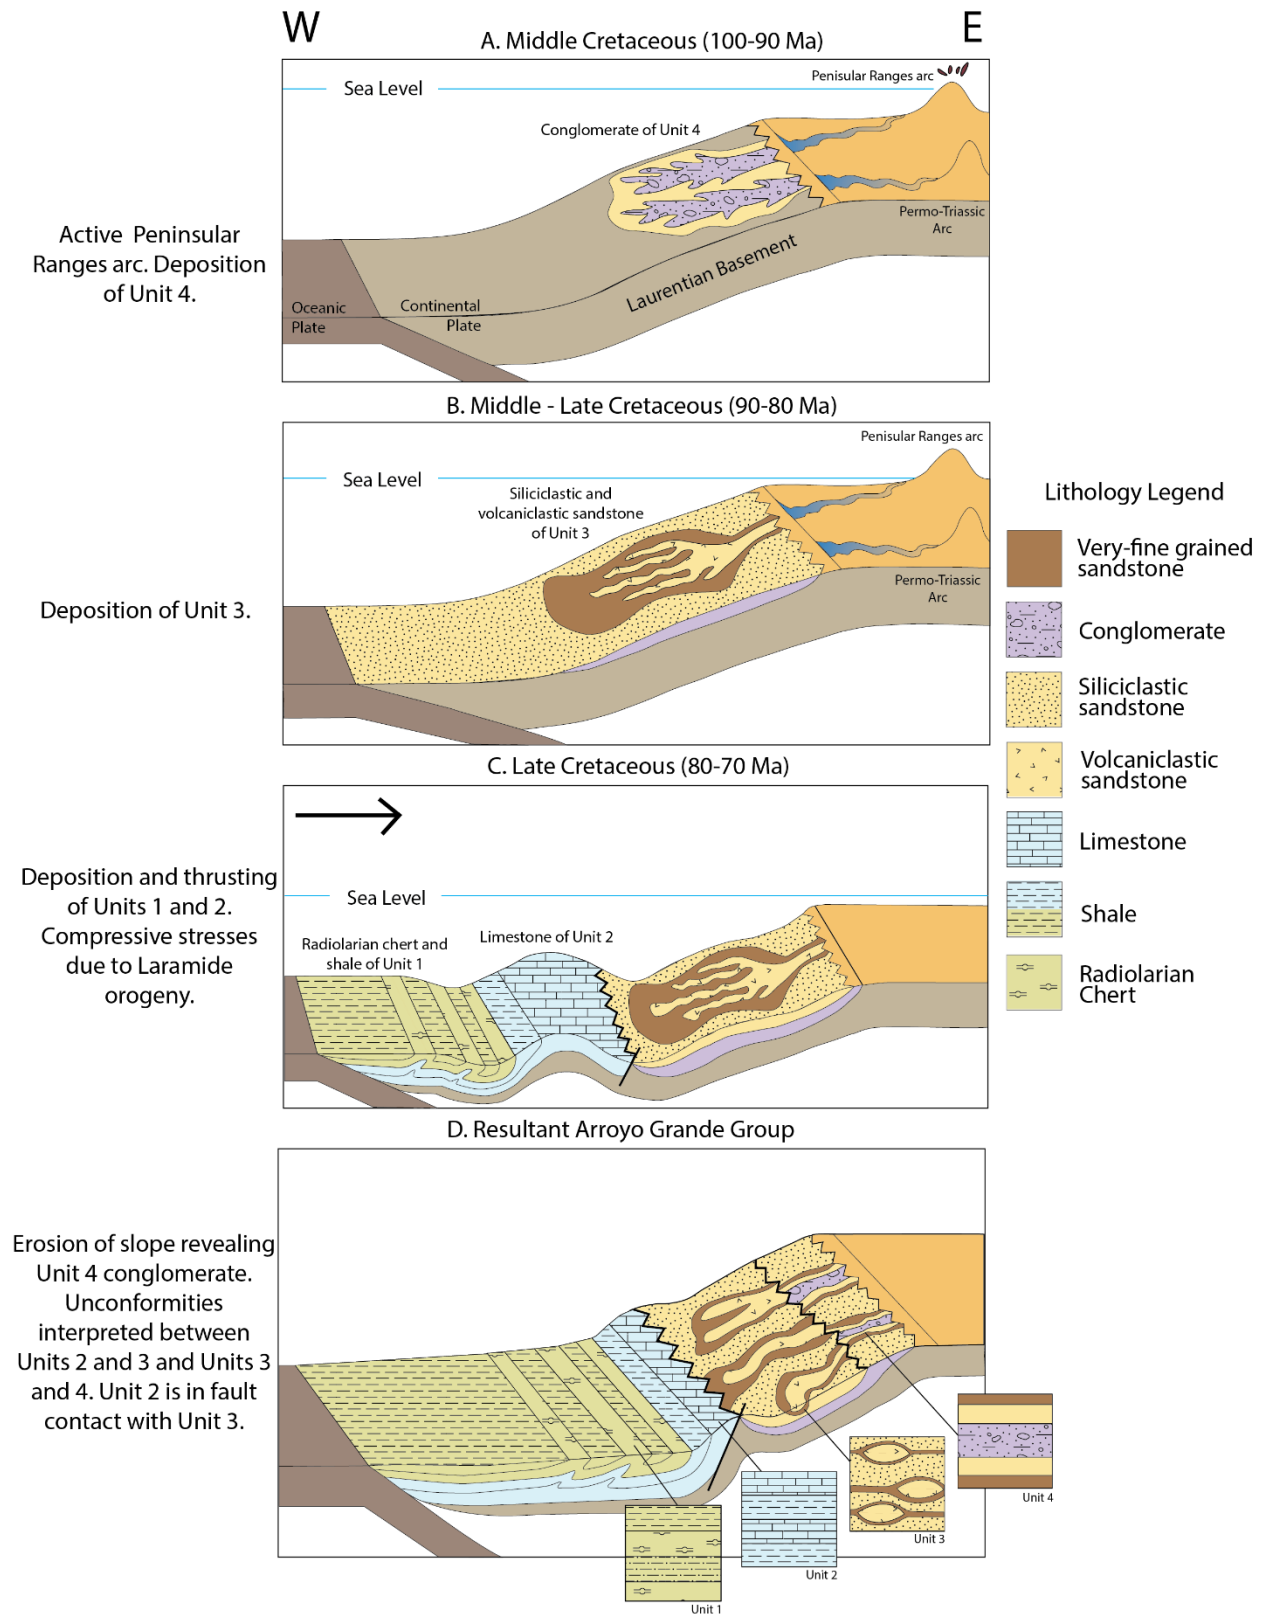 W
E
A. Middle Cretaceous (100-90 Ma)
Penisular Ranges arc
Sea Level
Conglomerate of Unit 4
Permo-Triassic
Arc
Laurentian Basement
Oceanic
Plate
Continental
Plate
Active Peninsular
Ranges arc. Deposition
of Unit 4.
B. Middle - Late Cretaceous (90-80 Ma)
Penisular Ranges arc
Sea Level
Siliciclastic and
volcaniclastic sandstone
of Unit 3
Permo-Triassic
Arc
Deposition of Unit 3.
Lithology Legend
Very-fine grained
sandstone
Conglomerate
Siliciclastic
sandstone
Volcaniclastic
sandstone
Limestone
Shale
Radiolarian
Chert
C. Late Cretaceous (80-70 Ma)
Sea Level
Radiolarian chert and
shale of Unit 1
Limestone of Unit 2
Deposition and thrusting
of Units 1 and 2.
Compressive stresses
due to Laramide
orogeny.
D. Resultant Arroyo Grande Group
Erosion of slope revealing
Unit 4 conglomerate.
Unconformities
interpreted between
Units 2 and 3 and Units 3
and 4. Unit 2 is in fault
contact with Unit 3.
Unit 4
Unit 3
Unit 2
Unit 1